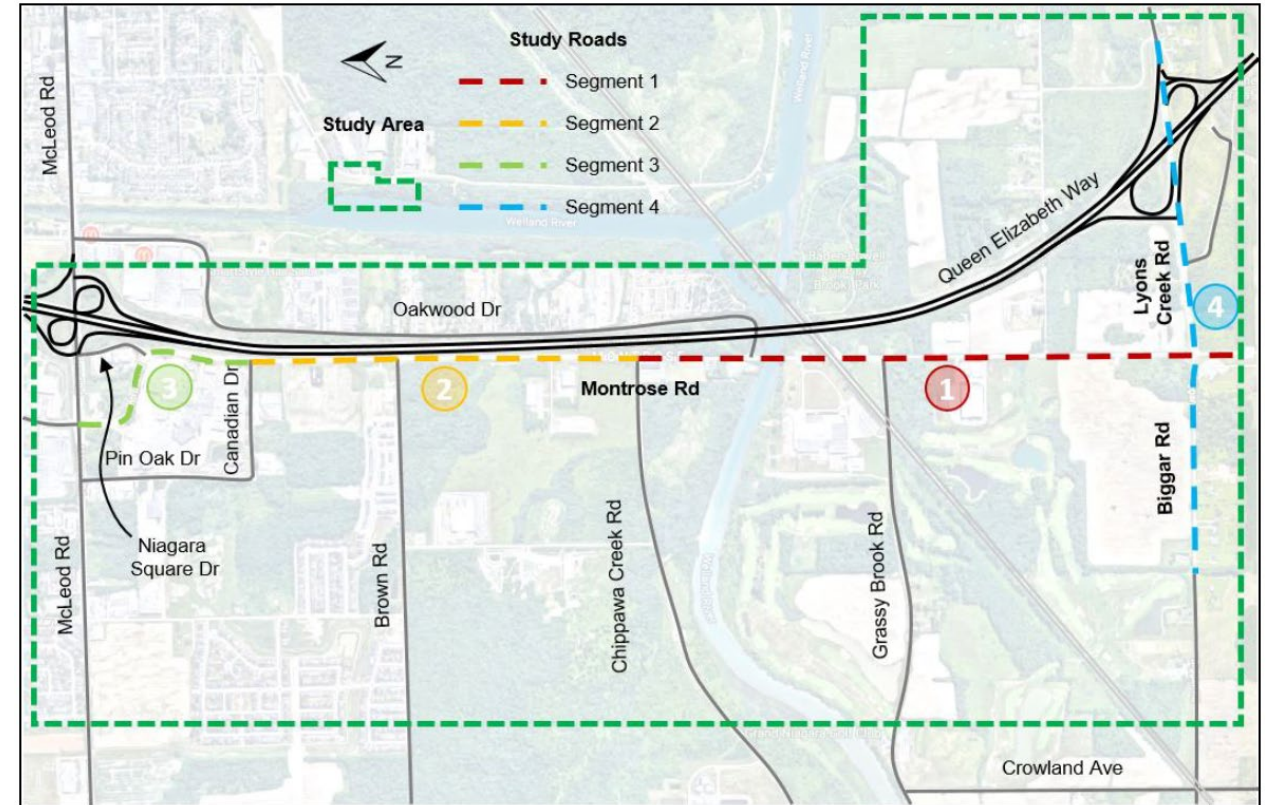 Study Roads
N
Segment 1
Study Area
Segment 2
Segment 3
Segment 4
McLeod Rd
Welland River
Welland River
Queen Elizabeth Way
Oakwood Dr
Lyons
Creek Rd
4
3
Canadian Dr
2
Montrose Rd
1
Pin Oak Dr
Biggar Rd
Niagara
Square Dr
McLeod Rd
Brown Rd
Chippawa Creek Rd
Grassy Brook Rd
Crowland Ave